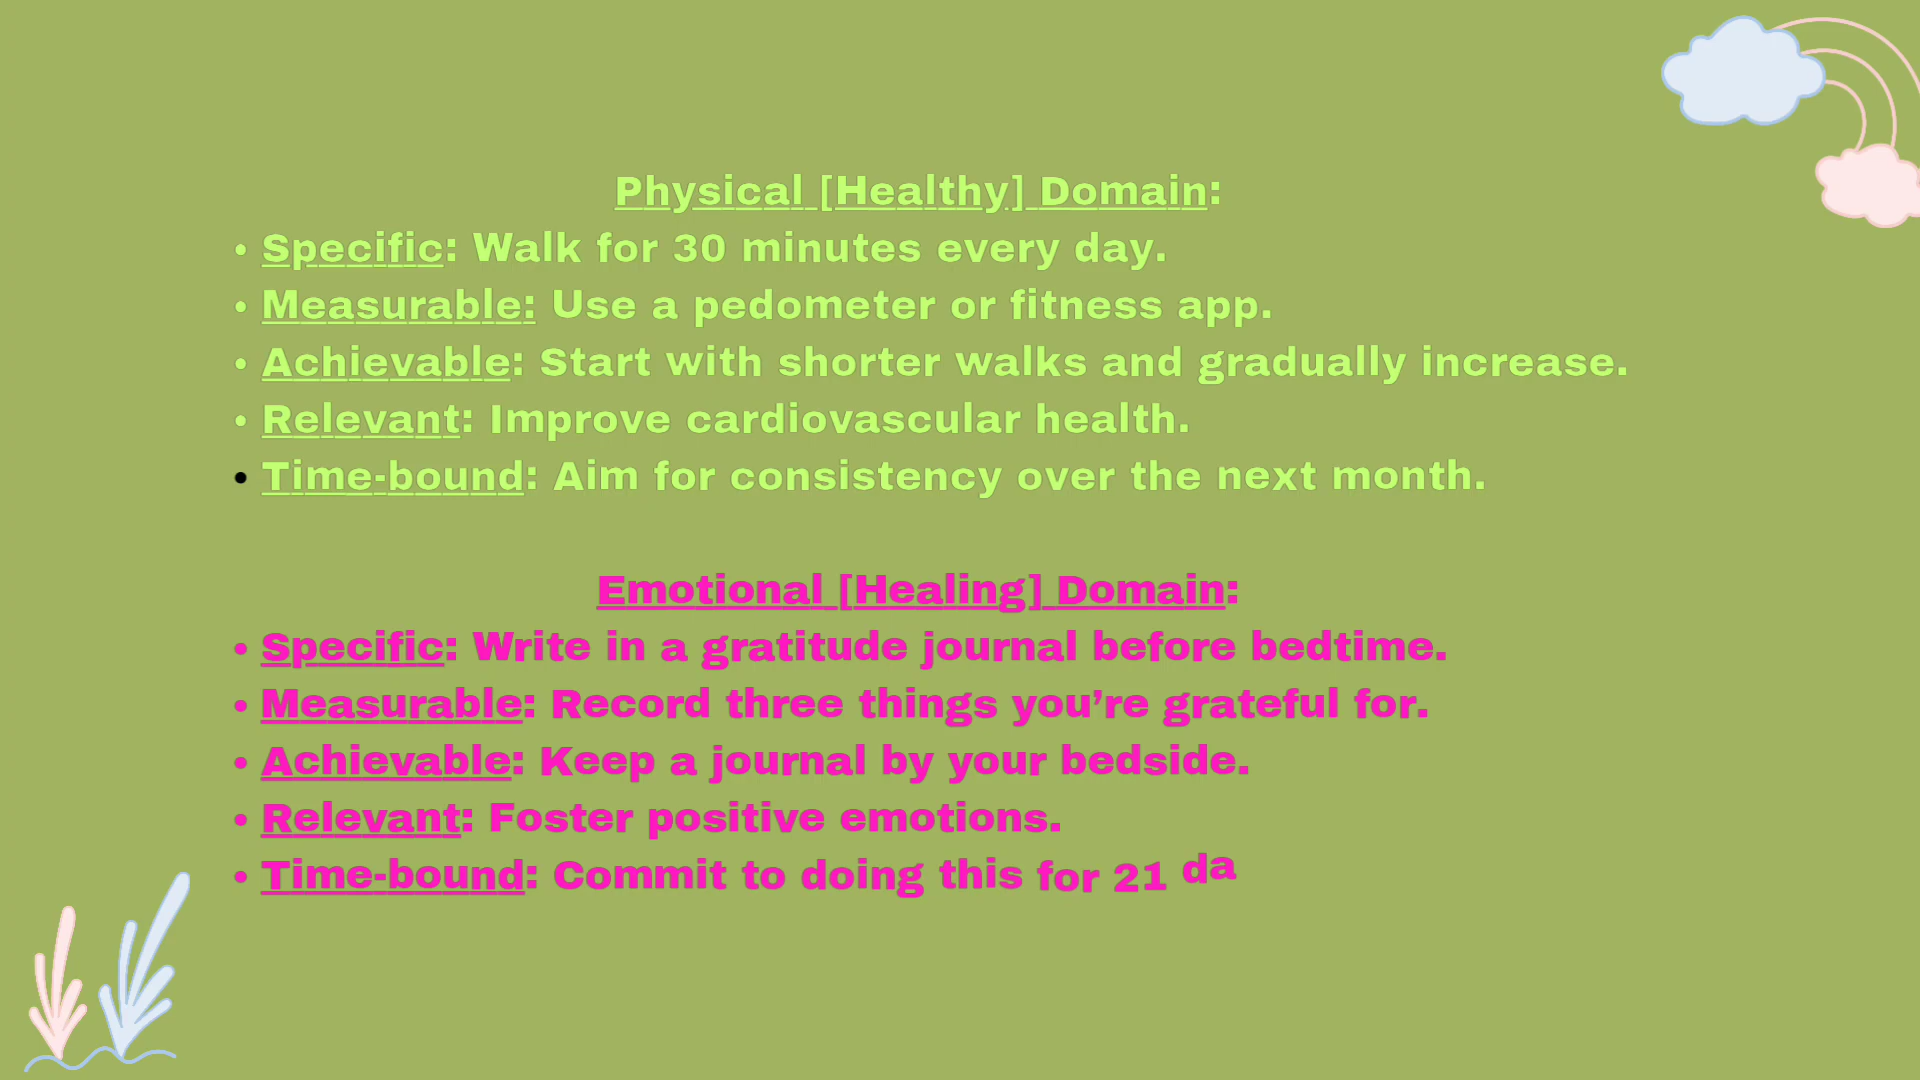 Physical [Healthy] Domain:
• Specific: Walk for 30 minutes every day.
• Measurable: Use a pedometer or fitness app.
• Achievable: Start with shorter walks and gradually increase.
• Relevant: Improve cardiovascular health.
• Time-bound: Aim for consistency over the next month.
Emotional [Healing] Domain:
• Specific: Write in a gratitude journal before bedtime.
• Measurable: Record three things you’re grateful for.
• Achievable: Keep a journal by your bedside.
• Relevant: Foster positive emotions.
• Time-bound: Commit to doing this for 21 da